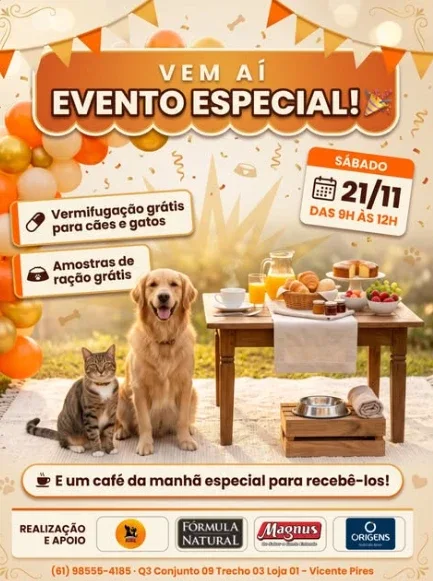 VEM AÍ
EVENTO ESPECIAL!
SÁBADO
21/11
DAS 9H ÀS 12H
Vermifugação grátis
para cães e gatos
Amostras de
ração grátis
E um café da manhã especial para recebê-los!
REALIZAÇÃO
E APOIO
FÓRMULA
NATURAL
Magnus
ORIGENS
(61) 98555-4185 · Q3 Conjunto 09 Trecho 03 Loja 01 - Vicente Pires